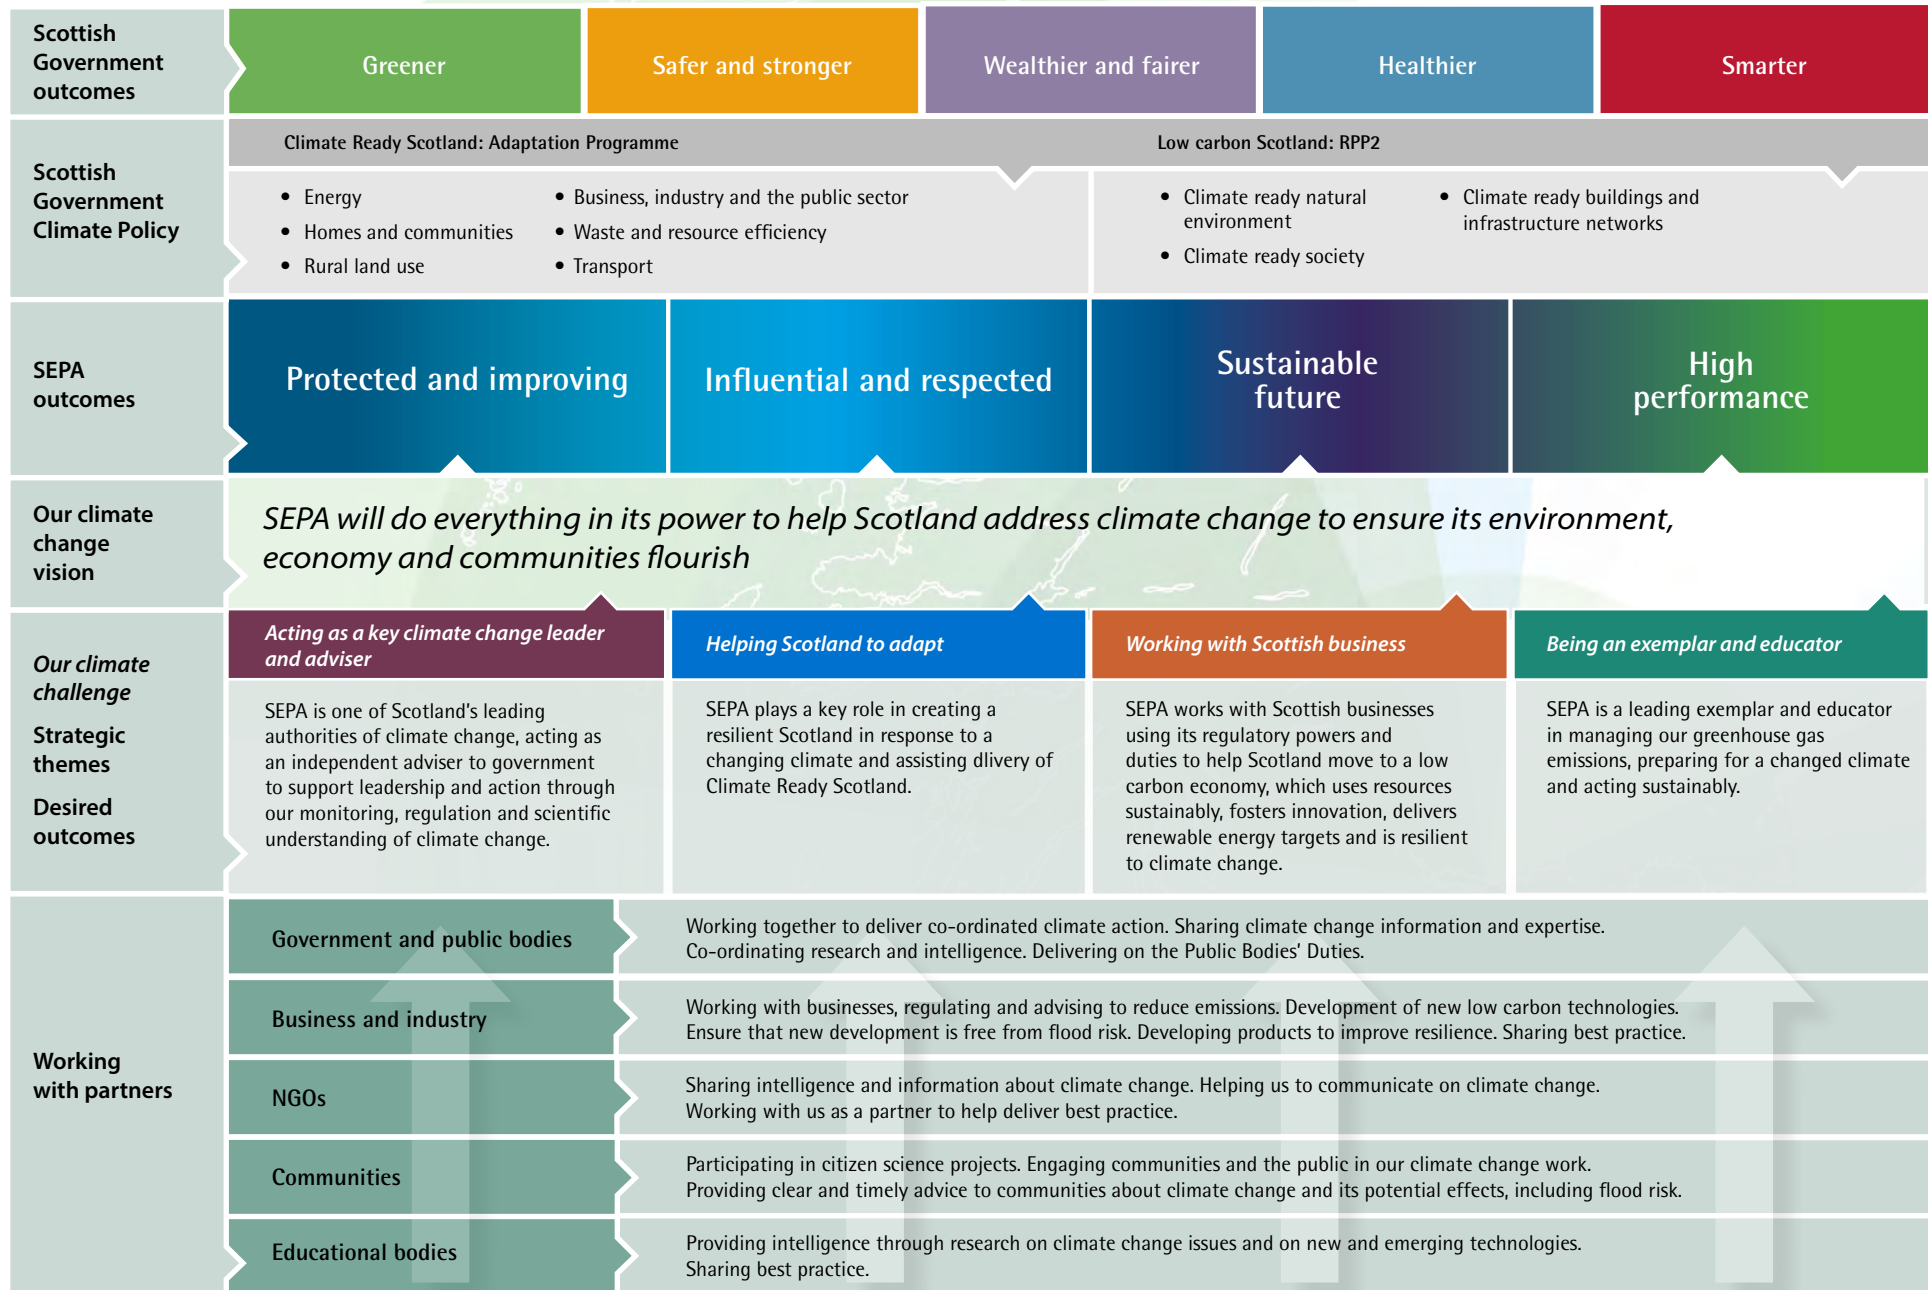 Scottish
Government
outcomes
Greener
Safer and stronger
Wealthier and fairer
Healthier
Smarter
Scottish
Government
Climate Policy
Climate Ready Scotland: Adaptation Programme
• Energy
• Homes and communities
• Rural land use
• Business, industry and the public sector
• Waste and resource efficiency
• Transport
Low carbon Scotland: RPP2
• Climate ready natural
environment
• Climate ready society
• Climate ready buildings and
infrastructure networks
SEPA
outcomes
Protected and improving
Influential and respected
Sustainable
future
High
performance
Our climate
change
vision
SEPA will do everything in its power to help Scotland address climate change to ensure its environment,
economy and communities flourish
Our climate
challenge
Strategic
themes
Desired
outcomes
Acting as a key climate change leader
and adviser
SEPA is one of Scotland's leading
authorities of climate change, acting as
an independent adviser to government
to support leadership and action through
our monitoring, regulation and scientific
understanding of climate change.
Helping Scotland to adapt
SEPA plays a key role in creating a
resilient Scotland in response to a
changing climate and assisting dlivery of
Climate Ready Scotland.
Working with Scottish business
SEPA works with Scottish businesses
using its regulatory powers and
duties to help Scotland move to a low
carbon economy, which uses resources
sustainably, fosters innovation, delivers
renewable energy targets and is resilient
to climate change.
Being an exemplar and educator
SEPA is a leading exemplar and educator
in managing our greenhouse gas
emissions, preparing for a changed climate
and acting sustainably.
Working
with partners
Government and public bodies
Working together to deliver co-ordinated climate action. Sharing climate change information and expertise.
Co-ordinating research and intelligence. Delivering on the Public Bodies' Duties.
Business and industry
Working with businesses, regulating and advising to reduce emissions. Development of new low carbon technologies.
Ensure that new development is free from flood risk. Developing products to improve resilience. Sharing best practice.
NGOs
Sharing intelligence and information about climate change. Helping us to communicate on climate change.
Working with us as a partner to help deliver best practice.
Communities
Participating in citizen science projects. Engaging communities and the public in our climate change work.
Providing clear and timely advice to communities about climate change and its potential effects, including flood risk.
Educational bodies
Providing intelligence through research on climate change issues and on new and emerging technologies.
Sharing best practice.